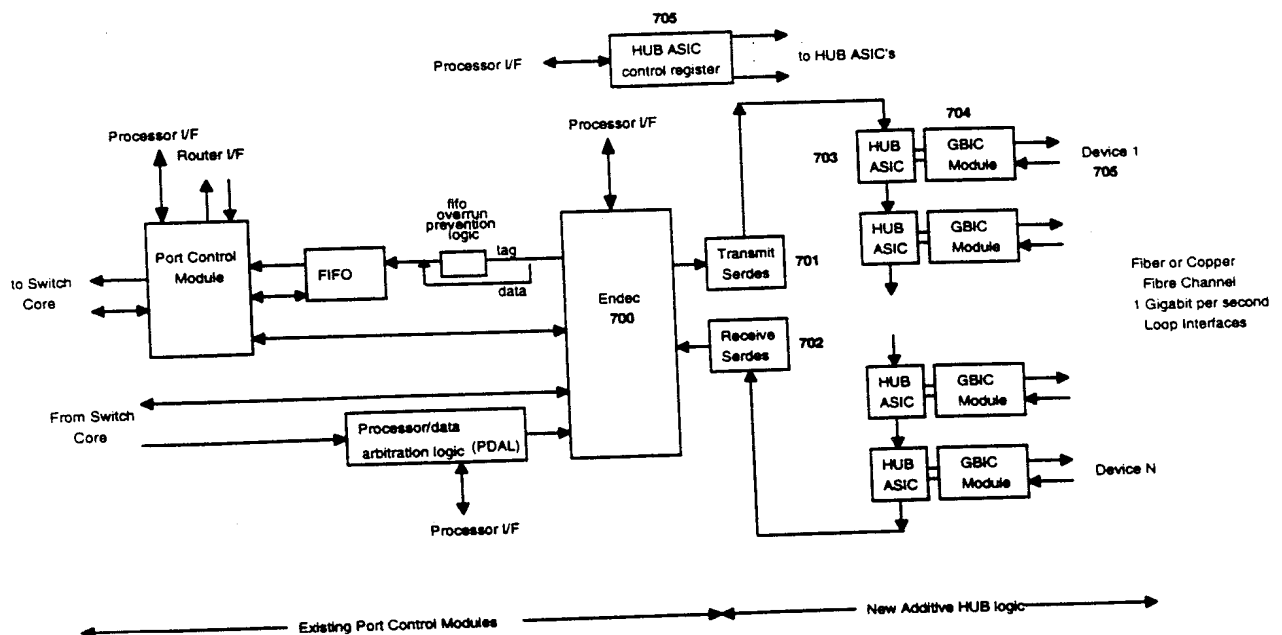 705
HUB ASIC
control register
Processor I/F
to HUB ASIC's
Processor I/F
Router I/F
Processor I/F
704
703
HUB
ASIC
GBIC
Module
Device 1
705
fifo
overrun
prevention
logic
tag
data
HUB
ASIC
GBIC
Module
Port Control
Module
FIFO
Transmit
Serdes
701
to Switch
Core
Endec
700
Fiber or Copper
Fibre Channel
1 Gigabit per second
Loop Interfaces
Receive
Serdes
702
HUB
ASIC
GBIC
Module
From Switch
Core
Processor/data
arbitration logic (PDAL)
HUB
ASIC
GBIC
Module
Device N
Processor I/F
Existing Port Control Modules
New Additive HUB logic